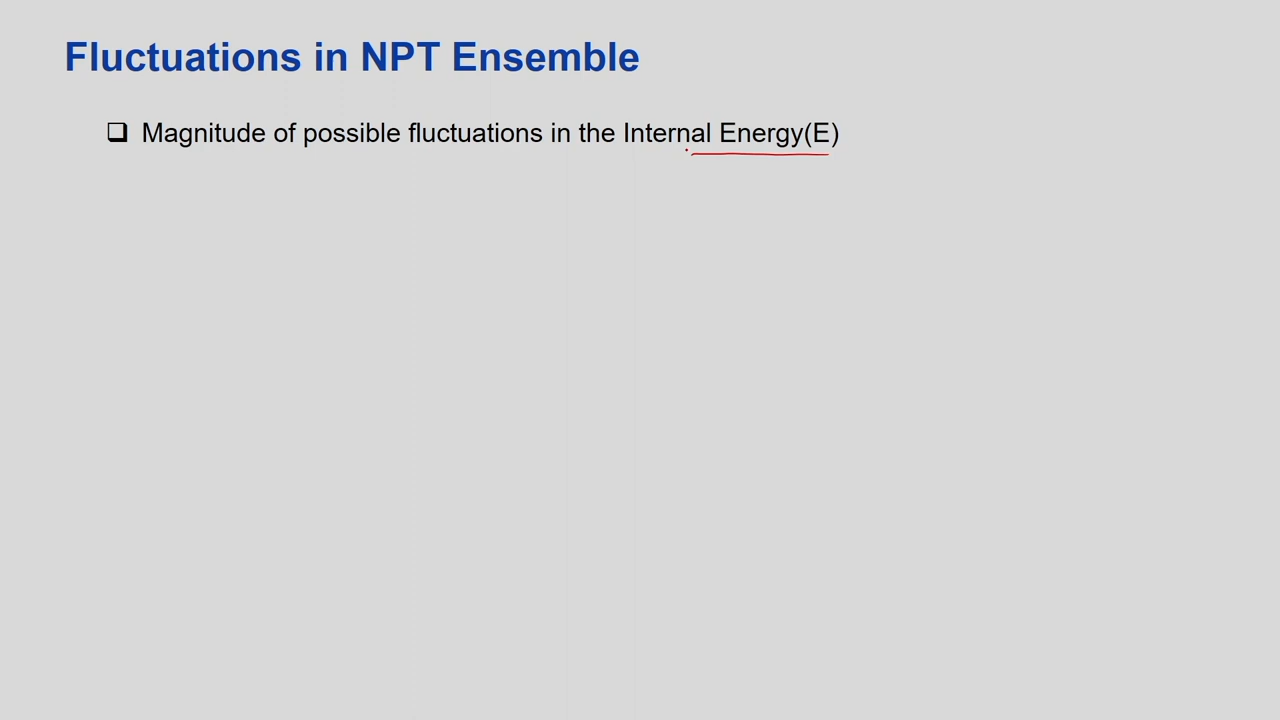 Fluctuations in NPT Ensemble
❑ Magnitude of possible fluctuations in the Internal Energy(E)